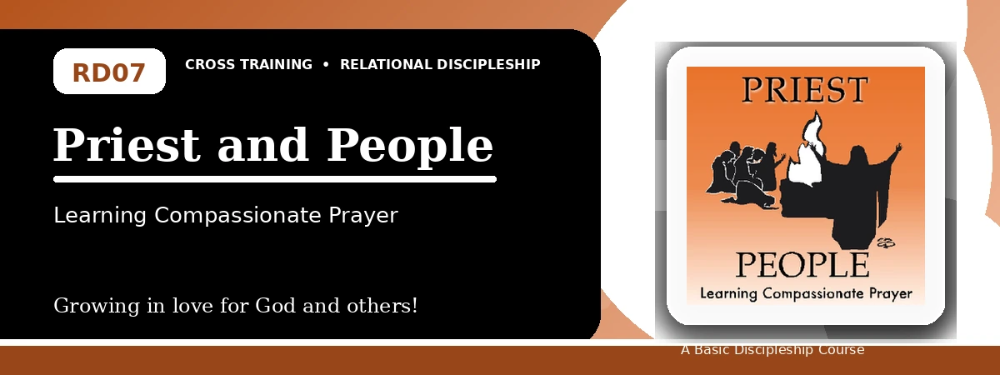 RD07
CROSS TRAINING • RELATIONAL DISCIPLESHIP
Priest and People
Learning Compassionate Prayer
Growing in love for God and others!
PRIEST
PEOPLE
Learning Compassionate Prayer
A Basic Discipleship Course